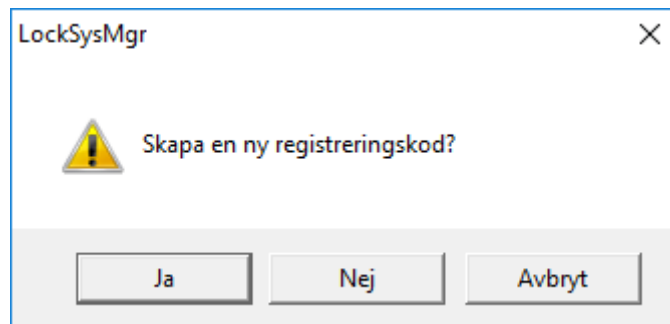 LockSysMgr
Skapa en ny registreringskod?
Ja
Nej
Avbryt